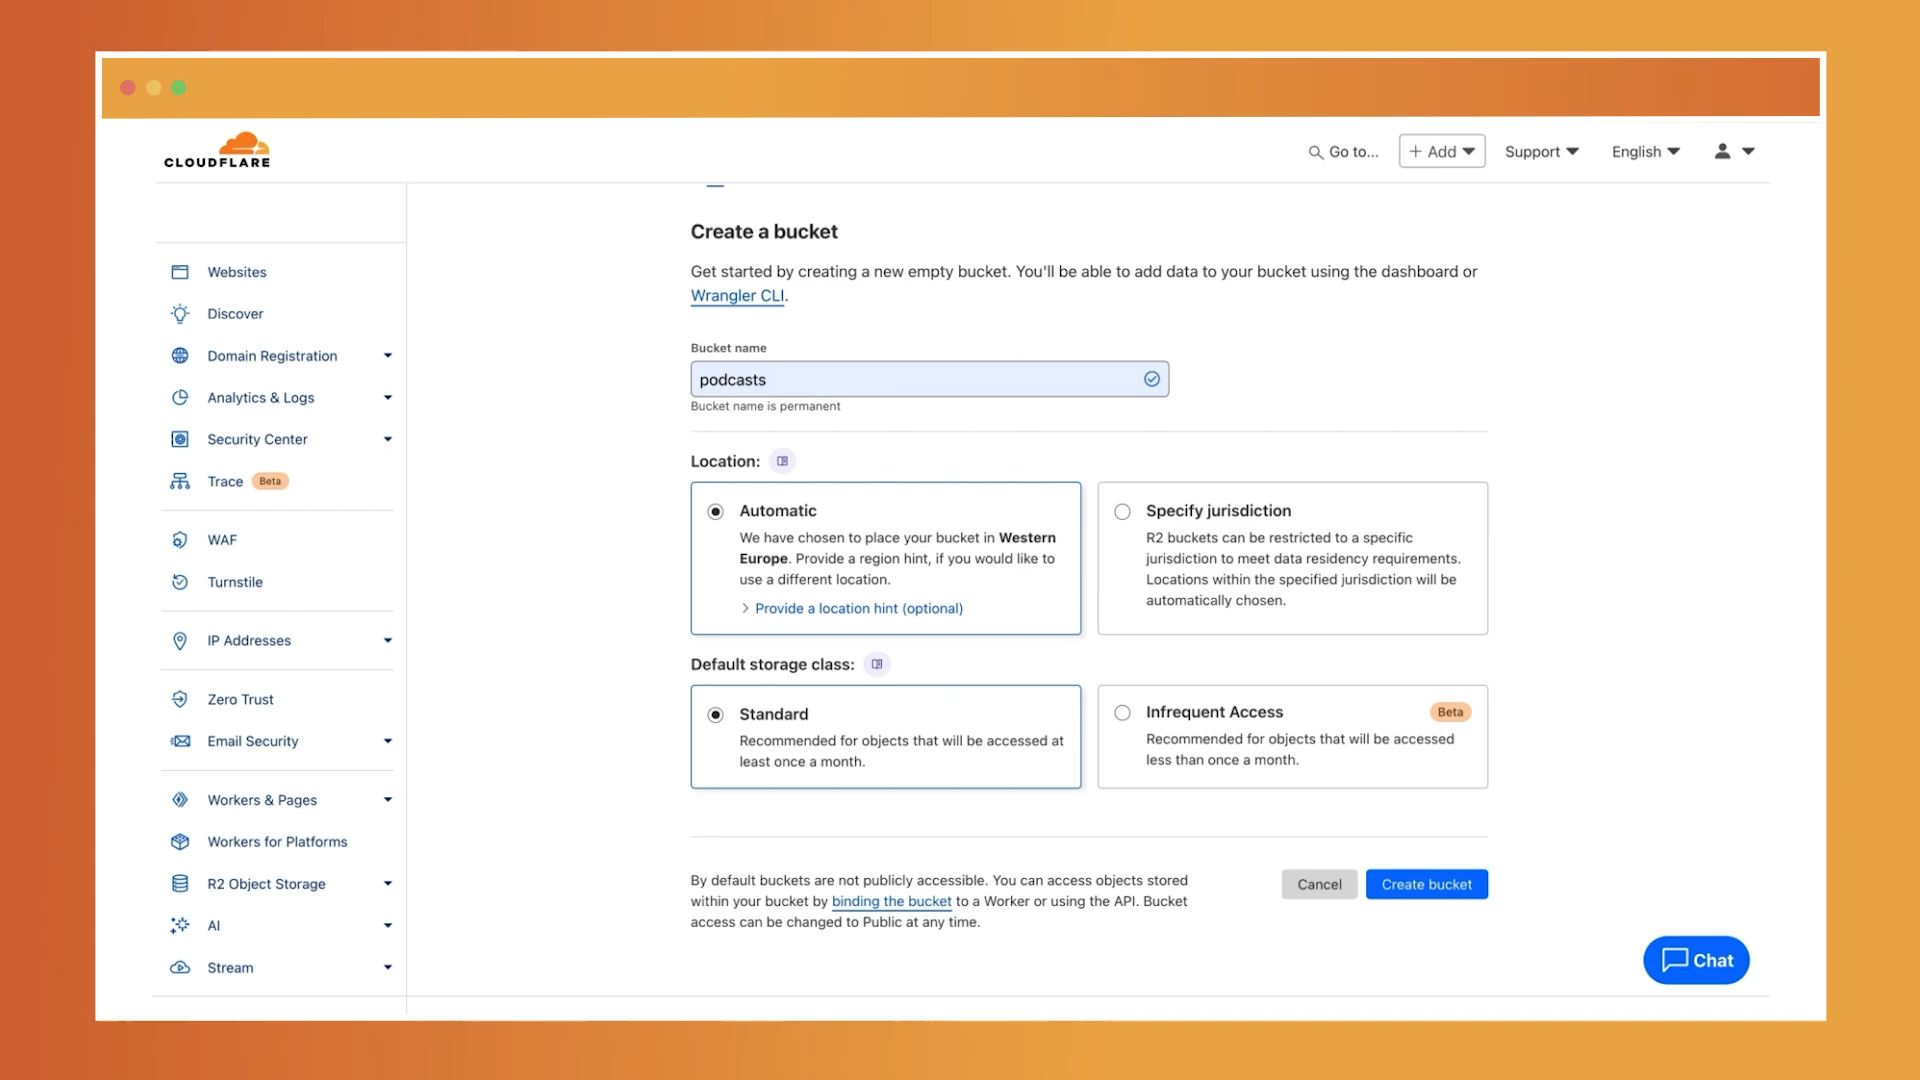 CLOUDFLARE
Go to...
+ Add
Support
English
Websites
Discover
Domain Registration
Analytics & Logs
Security Center
Trace Beta
WAF
Turnstile
IP Addresses
Zero Trust
Email Security
Workers & Pages
Workers for Platforms
R2 Object Storage
AI
Stream
Create a bucket
Get started by creating a new empty bucket. You'll be able to add data to your bucket using the dashboard or
Wrangler CLI.
Bucket name
podcasts
Bucket name is permanent
Location:
Automatic
We have chosen to place your bucket in Western
Europe. Provide a region hint, if you would like to
use a different location.
Provide a location hint (optional)
Specify jurisdiction
R2 buckets can be restricted to a specific
jurisdiction to meet data residency requirements.
Locations within the specified jurisdiction will be
automatically chosen.
Default storage class:
Standard
Recommended for objects that will be accessed at
least once a month.
Infrequent Access Beta
Recommended for objects that will be accessed
less than once a month.
By default buckets are not publicly accessible. You can access objects stored
within your bucket by binding the bucket to a Worker or using the API. Bucket
access can be changed to Public at any time.
Cancel
Create bucket
Chat